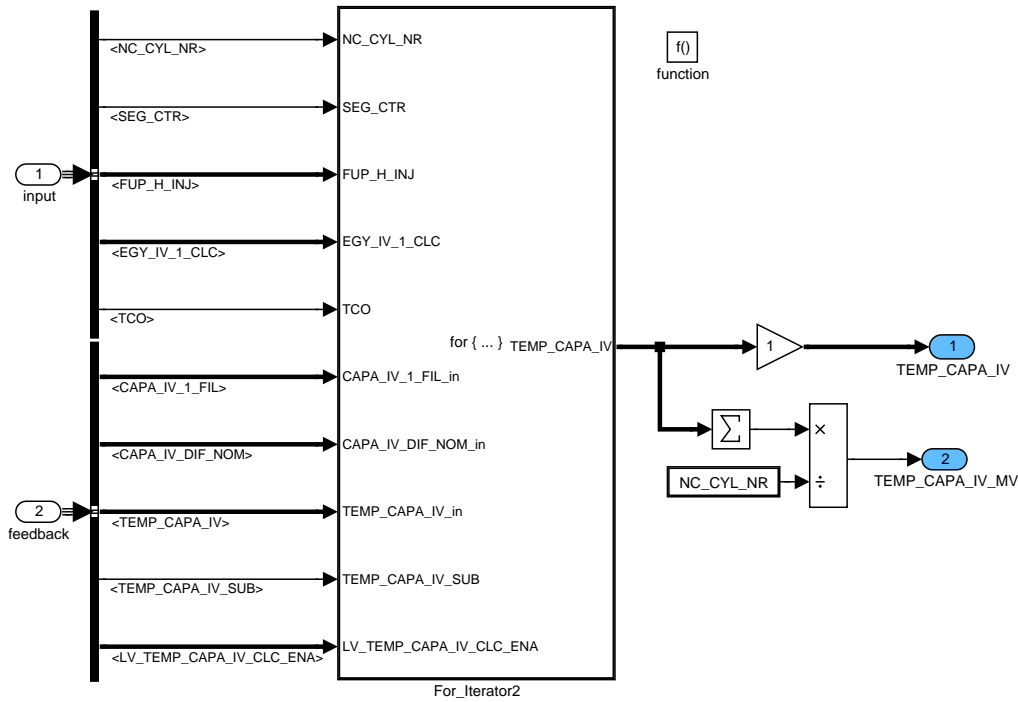 NC_CYL_NR
<NC_CYL_NR>
f()
function
SEG_CTR
<SEG_CTR>
1
input
FUP_H_INJ
<FUP_H_INJ>
EGY_IV_1_CLC
<EGY_IV_1_CLC>
TCO
<TCO>
for { ... }
TEMP_CAPA_IV
1
1
TEMP_CAPA_IV
CAPA_IV_1_FIL_in
<CAPA_IV_1_FIL>
CAPA_IV_DIF_NOM_in
<CAPA_IV_DIF_NOM>
∑
×
NC_CYL_NR
÷
2
TEMP_CAPA_IV_MV
2
feedback
TEMP_CAPA_IV_in
<TEMP_CAPA_IV>
TEMP_CAPA_IV_SUB
<TEMP_CAPA_IV_SUB>
LV_TEMP_CAPA_IV_CLC_ENA
<LV_TEMP_CAPA_IV_CLC_ENA>
For_Iterator2